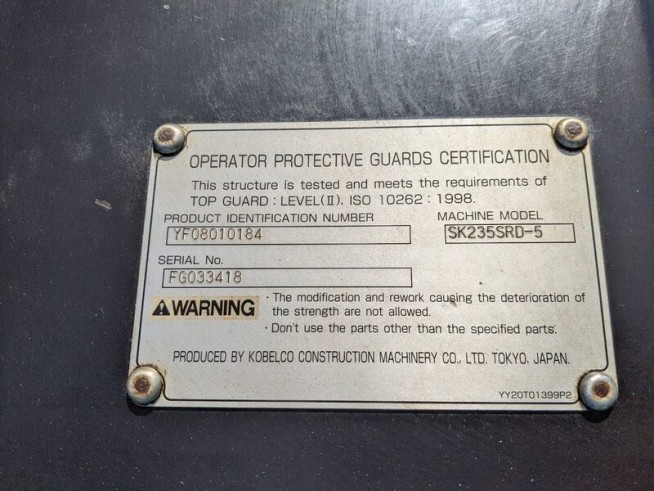 OPERATOR PROTECTIVE GUARDS CERTIFICATION
This structure is tested and meets the requirements of
TOP GUARD : LEVEL(II), ISO 10262 : 1998.
PRODUCT IDENTIFICATION NUMBER
MACHINE MODEL
YF08010184
SK235SRD-5
SERIAL No.
FG033418
WARNING
· The modification and rework causing the deterioration of
the strength are not allowed.
· Don't use the parts other than the specified parts.
PRODUCED BY KOBELCO CONSTRUCTION MACHINERY CO., LTD. TOKYO, JAPAN.
YY20T01399P2